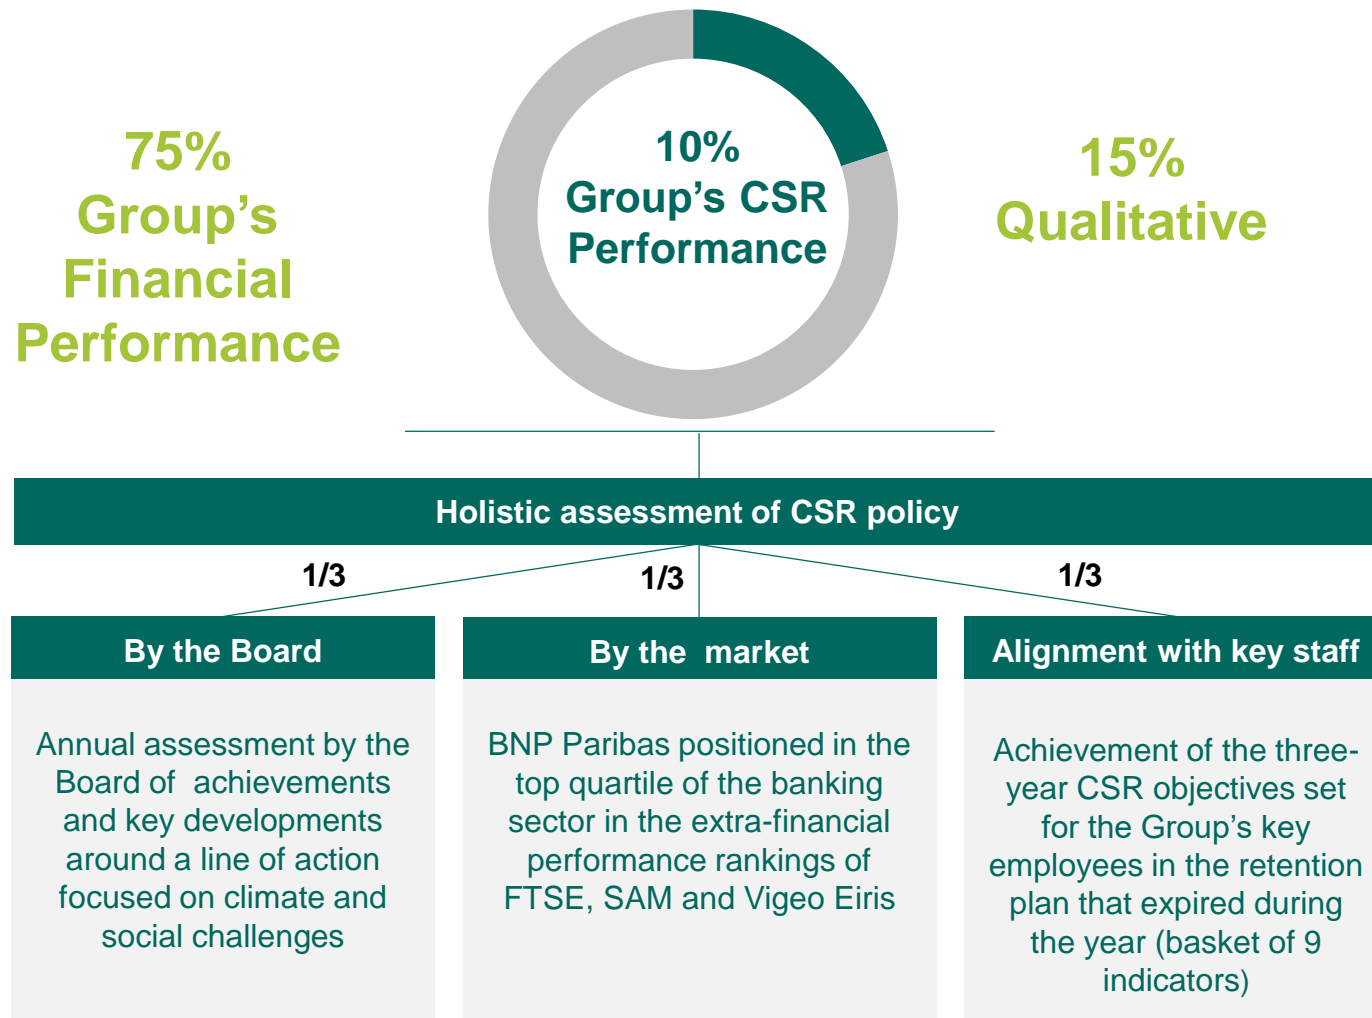 75%
Group's
Financial
Performance
10%
Group's CSR
Performance
15%
Qualitative
Holistic assessment of CSR policy
1/3
1/3
1/3
By the Board
Annual assessment by the
Board of achievements
and key developments
around a line of action
focused on climate and
social challenges
By the market
BNP Paribas positioned in the
top quartile of the banking
sector in the extra-financial
performance rankings of
FTSE, SAM and Vigeo Eiris
Alignment with key staff
Achievement of the three-
year CSR objectives set
for the Group's key
employees in the retention
plan that expired during
the year (basket of 9
indicators)